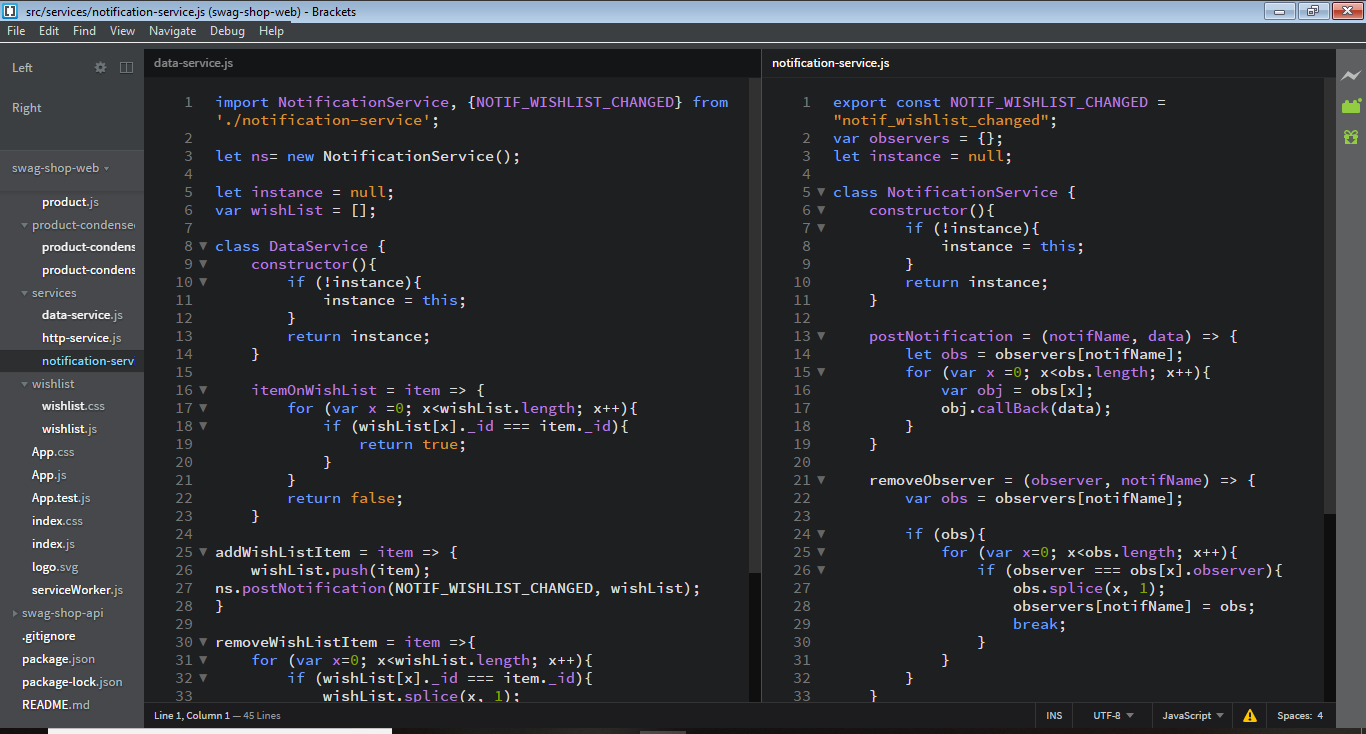 src/services/notification-service.js (swag-shop-web) - Brackets
File Edit Find View Navigate Debug Help
Left
Right
swag-shop-web
product.js
product-condensed
product-condens
product-condens
services
data-service.js
http-service.js
notification-serv
wishlist
wishlist.css
wishlist.js
App.css
App.js
App.test.js
index.css
index.js
logo.svg
serviceWorker.js
swag-shop-api
.gitignore
package.json
package-lock.json
README.md
data-service.js
1 import NotificationService, {NOTIF_WISHLIST_CHANGED} from
'./notification-service';
2
3 let ns= new NotificationService();
4
5 let instance = null;
6 var wishList = [];
7
8 class DataService {
9 constructor(){
10 if (!instance){
11 instance = this;
12 }
13 return instance;
14 }
15
16 itemOnWishList = item => {
17 for (var x =0; x<wishList.length; x++){
18 if (wishList[x]._id === item._id){
19 return true;
20 }
21 }
22 return false;
23 }
24
25 addWishListItem = item => {
26 wishList.push(item);
27 ns.postNotification(NOTIF_WISHLIST_CHANGED, wishList);
28 }
29
30 removeWishListItem = item =>{
31 for (var x=0; x<wishList.length; x++){
32 if (wishList[x]._id === item._id){
33 wishList.splice(x, 1);
notification-service.js
1 export const NOTIF_WISHLIST_CHANGED =
"notif_wishlist_changed";
2 var observers = {};
3 let instance = null;
4
5 class NotificationService {
6 constructor(){
7 if (!instance){
8 instance = this;
9 }
10 return instance;
11 }
12
13 postNotification = (notifName, data) => {
14 let obs = observers[notifName];
15 for (var x =0; x<obs.length; x++){
16 var obj = obs[x];
17 obj.callBack(data);
18 }
19 }
20
21 removeObserver = (observer, notifName) => {
22 var obs = observers[notifName];
23
24 if (obs){
25 for (var x=0; x<obs.length; x++){
26 if (observer === obs[x].observer){
27 obs.splice(x, 1);
28 observers[notifName] = obs;
29 break;
30 }
31 }
32 }
33 }
Line 1, Column 1 — 45 Lines
INS UTF-8 JavaScript Spaces: 4